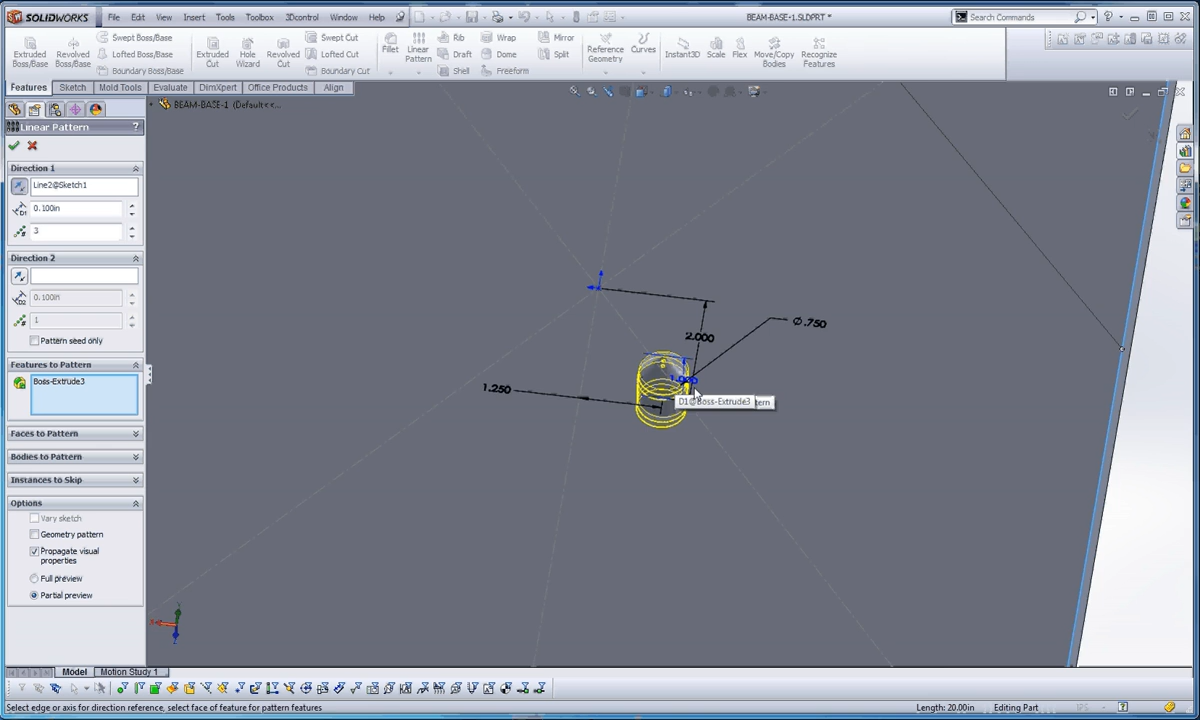 SOLIDWORKS File Edit View Insert Tools Toolbox 3Dcontrol Window Help BEAM-BASE-1.SLDPRT * Search Commands
Extruded Boss/Base
Revolved Boss/Base
Swept Boss/Base
Lofted Boss/Base
Boundary Boss/Base
Extruded Cut
Hole Wizard
Revolved Cut
Swept Cut
Lofted Cut
Boundary Cut
Fillet
Linear Pattern
Rib
Draft
Shell
Wrap
Dome
Freeform
Mirror
Split
Reference Geometry
Curves
Instant3D
Scale
Flex
Move/Copy Bodies
Recognize Features
Features Sketch Mold Tools Evaluate DimXpert Office Products Align
BEAM-BASE-1 (Default<<...
Linear Pattern ?
Direction 1
Line2@Sketch1
0.100in
3
Direction 2
0.100in
1
Pattern seed only
Features to Pattern
Boss-Extrude3
Faces to Pattern
Bodies to Pattern
Instances to Skip
Options
Vary sketch
Geometry pattern
Propagate visual
properties
Full preview
Partial preview
Ø.750
2.000
1.250
D1@Boss-Extrude3
Model Motion Study 1
Select edge or axis for direction reference, select face of feature for pattern features Length: 20.00in Editing Part IPS